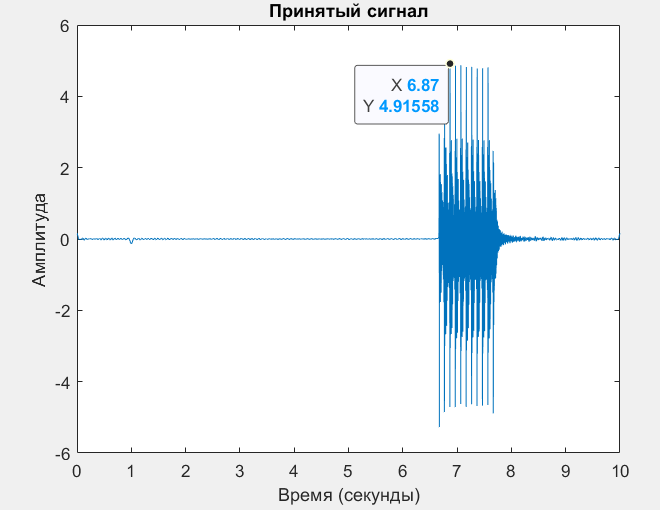 Принятый сигнал
6
4
2
0
-2
-4
-6
Амплитуда
X 6.87
Y 4.91558
0 1 2 3 4 5 6 7 8 9 10
Время (секунды)